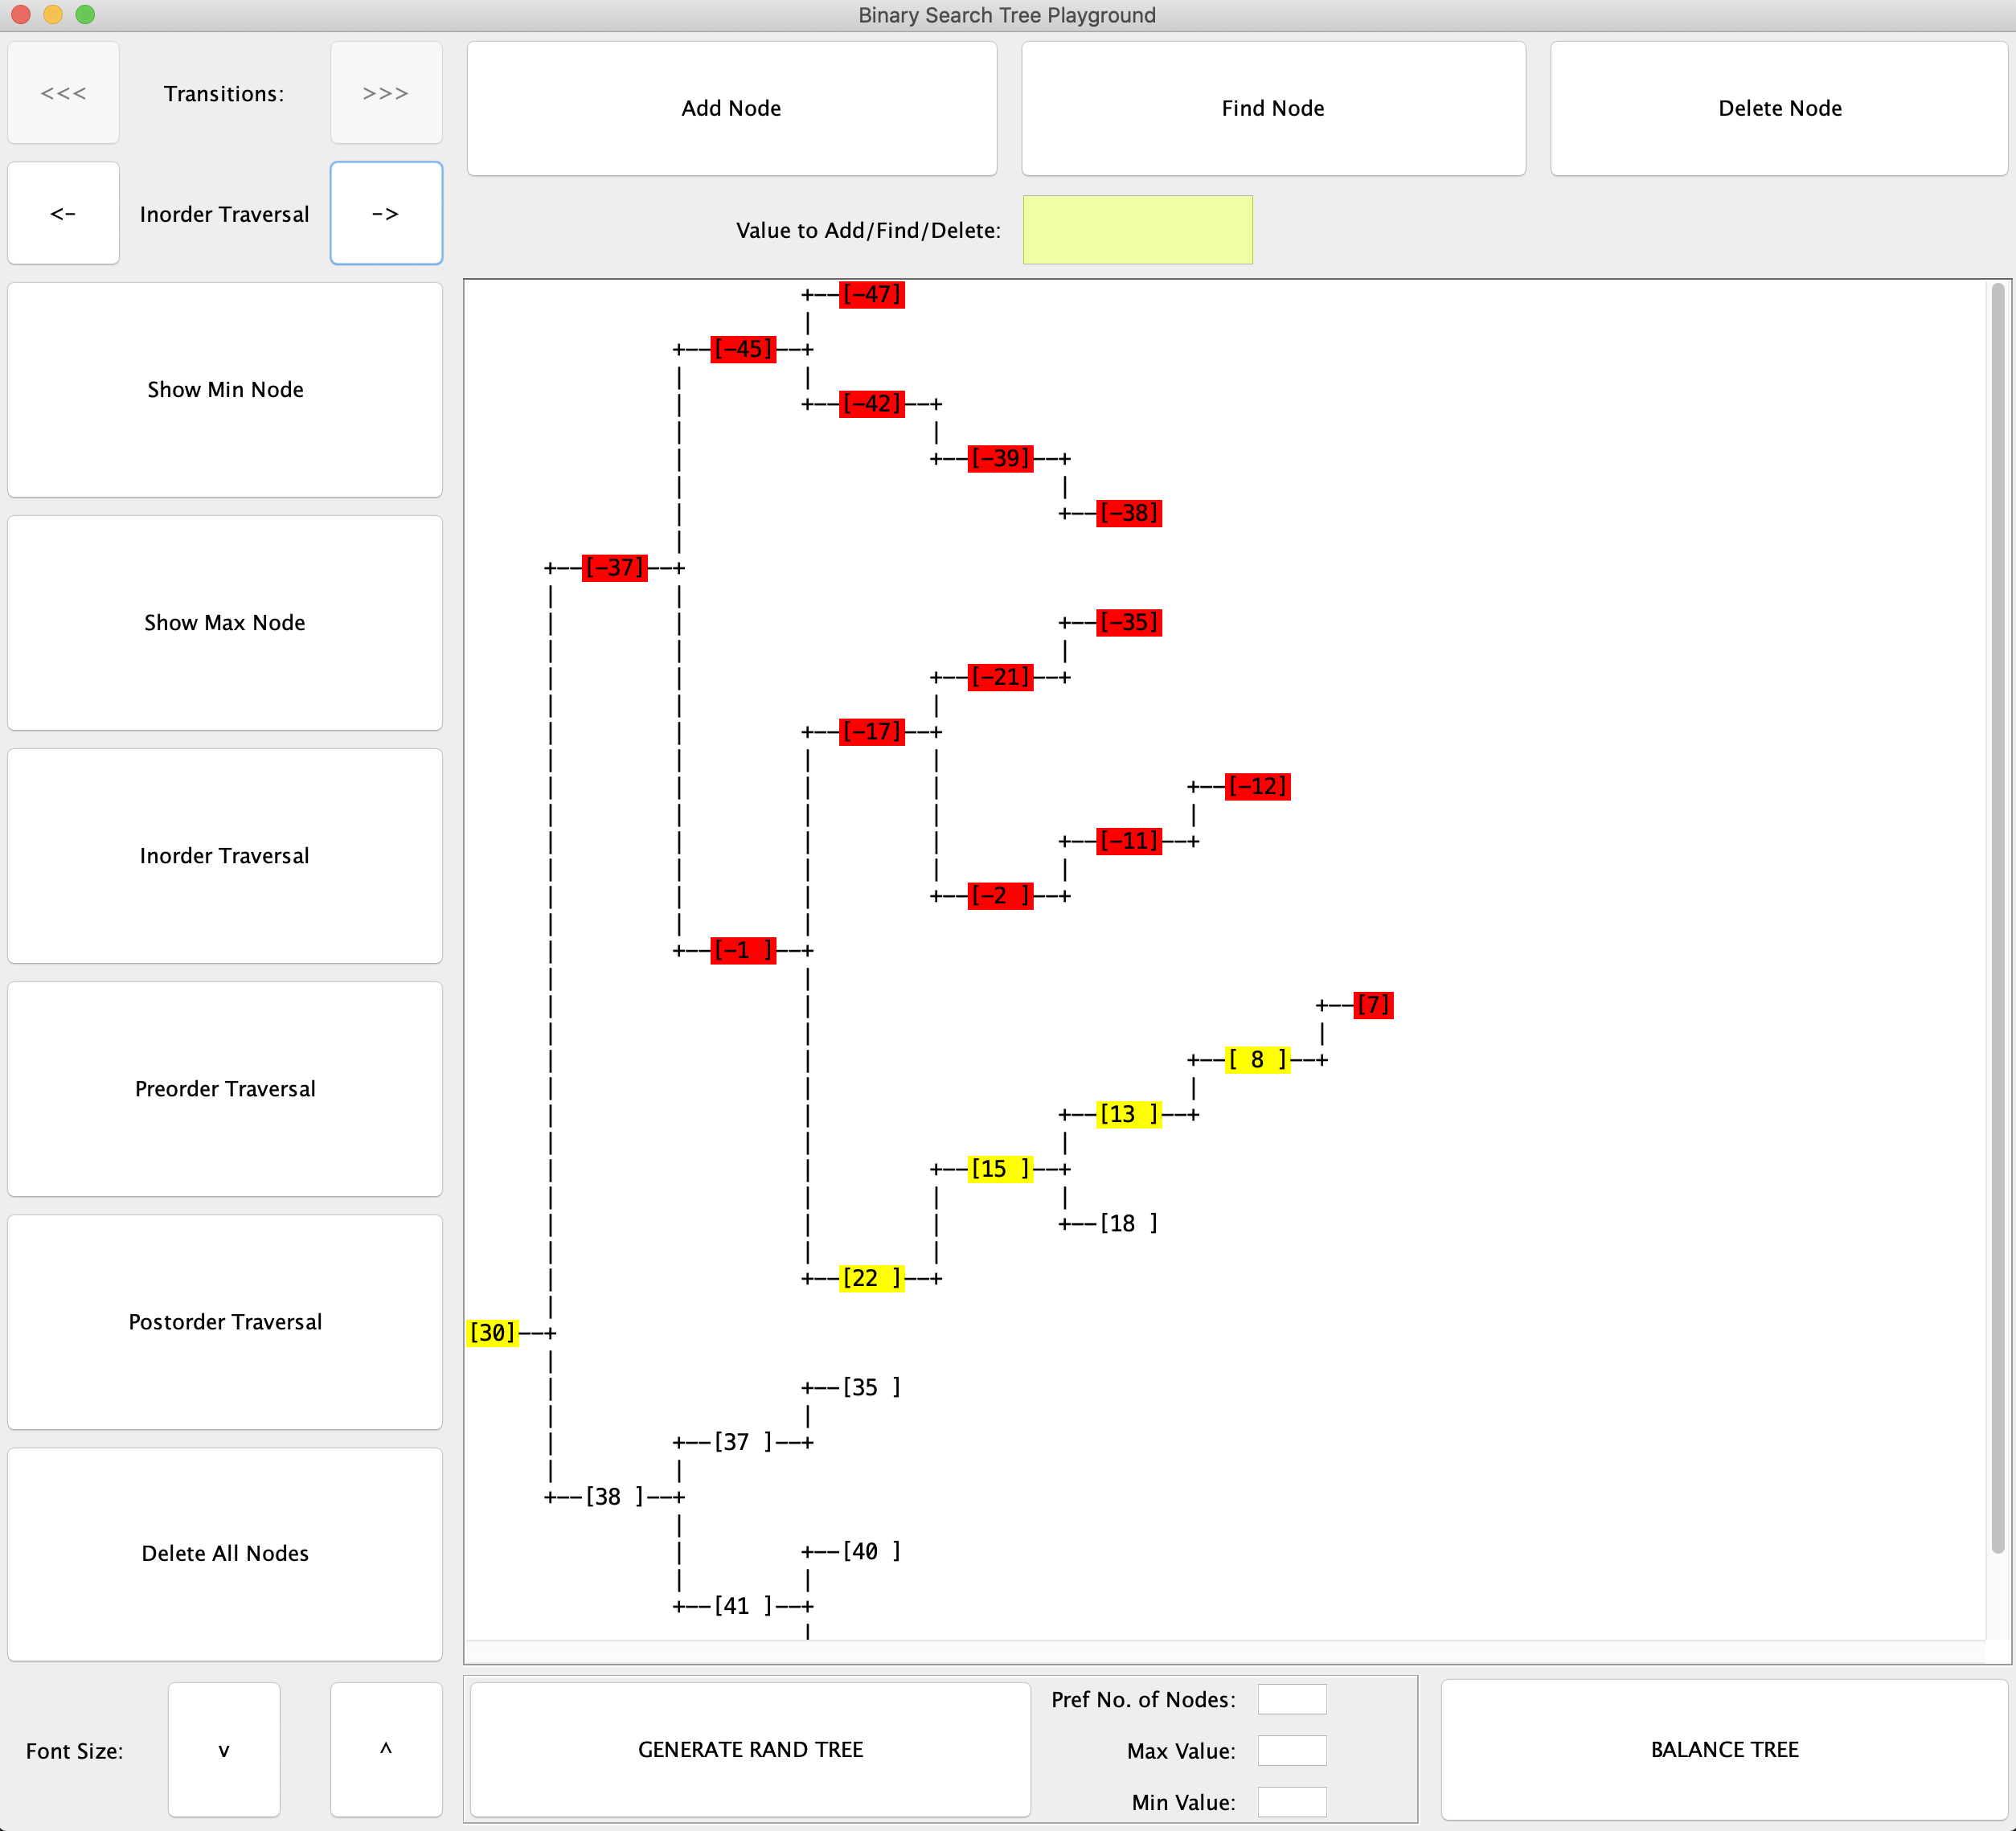 Binary Search Tree Playground
<<< Transitions: >>>
Add Node Find Node Delete Node
<- Inorder Traversal ->
Value to Add/Find/Delete:
Show Min Node
Show Max Node
Inorder Traversal
Preorder Traversal
Postorder Traversal
Delete All Nodes
+——[—47]
|
+——[—45]——+
| |
| +——[—42]——+
| |
| +——[—39]——+
| |
| +——[—38]
|
+——[—37]——+
| |
| | +——[—35]
| | |
| | +——[—21]——+
| | |
| | +——[—17]——+
| | | |
| | | | +——[—12]
| | | | |
| | | | +——[—11]——+
| | | | |
| | | +——[—2 ]——+
| | |
| +——[—1 ]——+
| |
| | +——[7]
| | |
| | +——[ 8 ]——+
| | |
| | +——[13 ]——+
| | |
| | +——[15 ]——+
| | | |
| | | +——[18 ]
| | |
| +——[22 ]——+
|
[30]——+
|
| +——[35 ]
| |
| +——[37 ]——+
| |
+——[38 ]——+
|
| +——[40 ]
| |
+——[41 ]——+
|
Font Size: v ^
GENERATE RAND TREE
Pref No. of Nodes:
Max Value:
Min Value:
BALANCE TREE